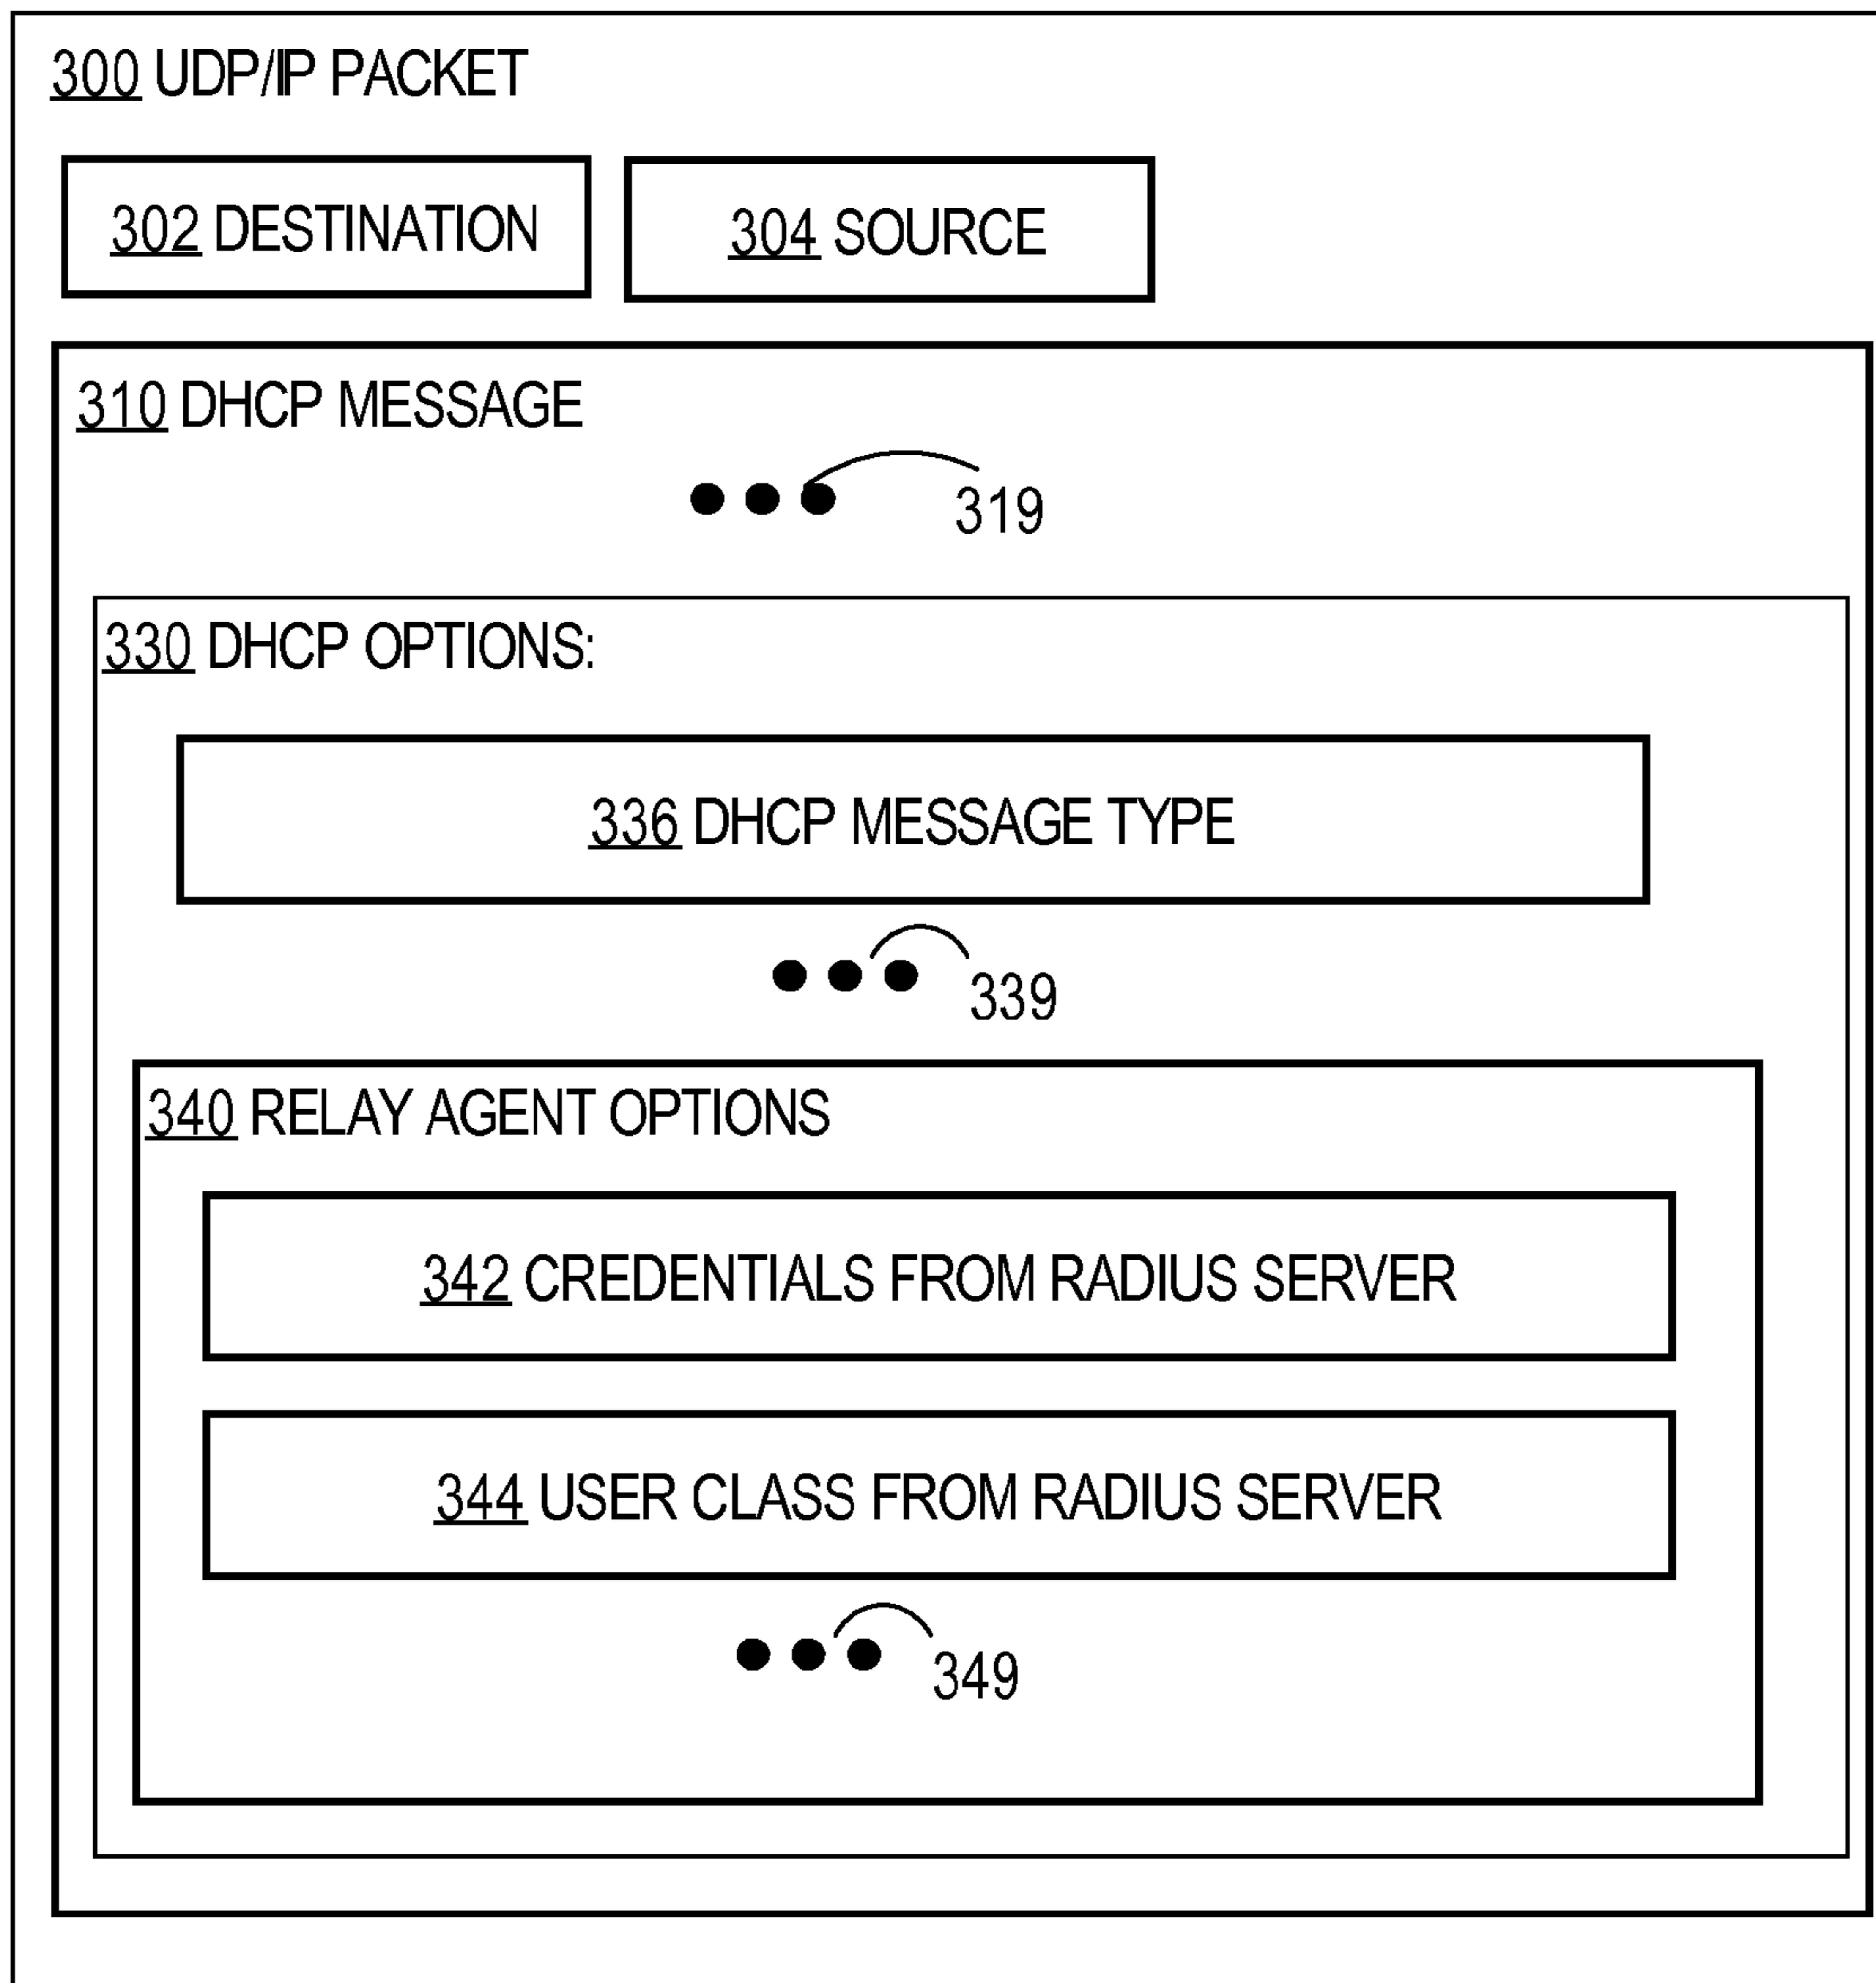 300 UDP/IP PACKET
302 DESTINATION
304 SOURCE
310 DHCP MESSAGE
319
330 DHCP OPTIONS:
336 DHCP MESSAGE TYPE
339
340 RELAY AGENT OPTIONS
342 CREDENTIALS FROM RADIUS SERVER
344 USER CLASS FROM RADIUS SERVER
349